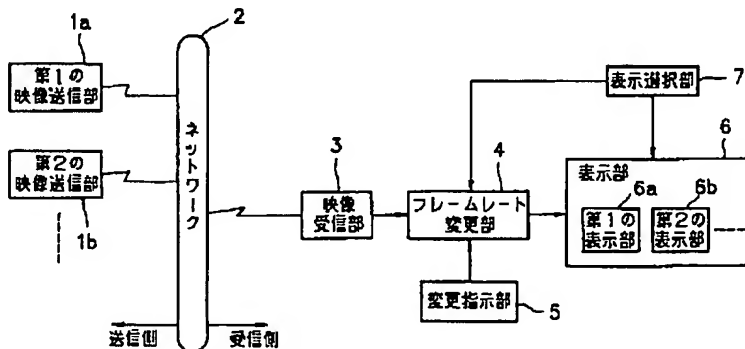 1a
第1の
映像送信部
第2の
映像送信部
1b
2
ネットワーク
送信側
受信側
3
映像
受信部
4
フレームレート
変更部
変更指示部
5
表示選択部
7
6
表示部
6a
第1の
表示部
6b
第2の
表示部